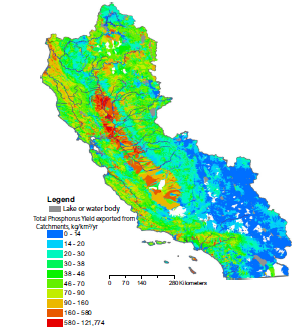 Legend
Lake or water body
Total Phosphorus Yield exported from
Catchments, kg/km²/yr
0 - 14
14 - 20
20 - 30
30 - 38
38 - 46
46 - 70
70 - 90
90 - 160
160 - 580
580 - 121,774
0 70 140 280 Kilometers